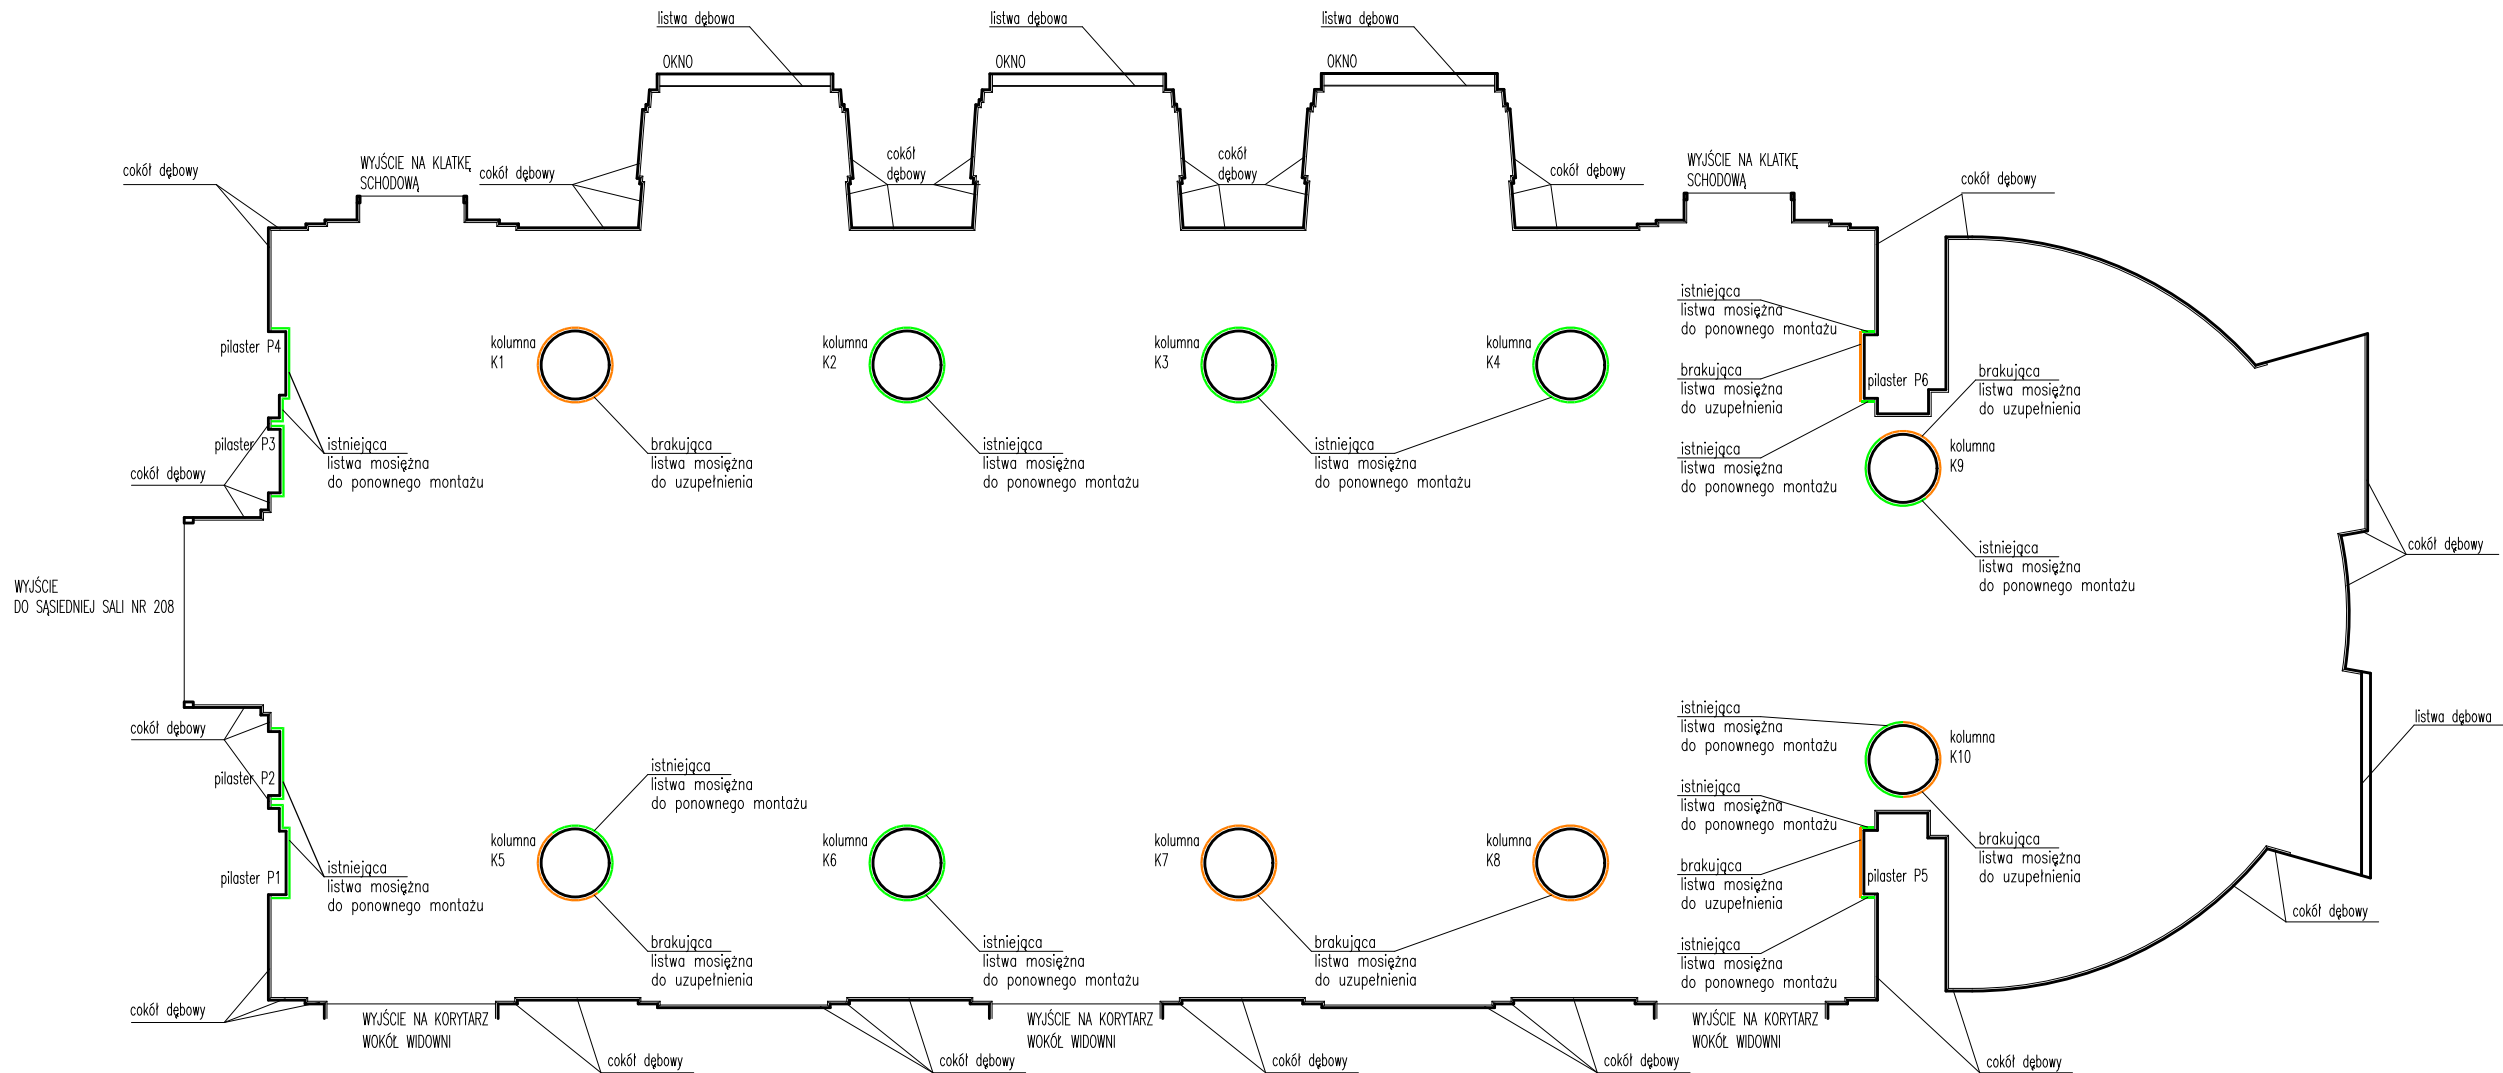 listwa dębowa
listwa dębowa
listwa dębowa
OKNO
OKNO
OKNO
cokół dębowy
WYJŚCIE NA KLATKĘ
SCHODOWĄ
cokół dębowy
cokół
dębowy
cokół
dębowy
cokół dębowy
WYJŚCIE NA KLATKĘ
SCHODOWĄ
cokół dębowy
pilaster P4
kolumna
K1
kolumna
K2
kolumna
K3
kolumna
K4
istniejąca
listwa mosiężna
do ponownego montażu
brakująca
listwa mosiężna
do uzupełnienia
pilaster P6
brakująca
listwa mosiężna
do uzupełnienia
pilaster P3
cokół dębowy
istniejąca
listwa mosiężna
do ponownego montażu
brakująca
listwa mosiężna
do uzupełnienia
istniejąca
listwa mosiężna
do ponownego montażu
istniejąca
listwa mosiężna
do ponownego montażu
istniejąca
listwa mosiężna
do ponownego montażu
kolumna
K9
istniejąca
listwa mosiężna
do ponownego montażu
cokół dębowy
WYJŚCIE
DO SĄSIEDNIEJ SALI NR 208
cokół dębowy
pilaster P2
istniejąca
listwa mosiężna
do ponownego montażu
istniejąca
listwa mosiężna
do ponownego montażu
kolumna
K10
listwa dębowa
istniejąca
listwa mosiężna
do ponownego montażu
kolumna
K5
kolumna
K6
kolumna
K7
kolumna
K8
brakująca
listwa mosiężna
do uzupełnienia
pilaster P5
brakująca
listwa mosiężna
do uzupełnienia
pilaster P1
istniejąca
listwa mosiężna
do ponownego montażu
cokół dębowy
brakująca
listwa mosiężna
do uzupełnienia
istniejąca
listwa mosiężna
do ponownego montażu
brakująca
listwa mosiężna
do uzupełnienia
istniejąca
listwa mosiężna
do ponownego montażu
cokół dębowy
WYJŚCIE NA KORYTARZ
WOKÓŁ WIDOWNI
WYJŚCIE NA KORYTARZ
WOKÓŁ WIDOWNI
WYJŚCIE NA KORYTARZ
WOKÓŁ WIDOWNI
cokół dębowy
cokół dębowy
cokół dębowy
cokół dębowy
cokół dębowy